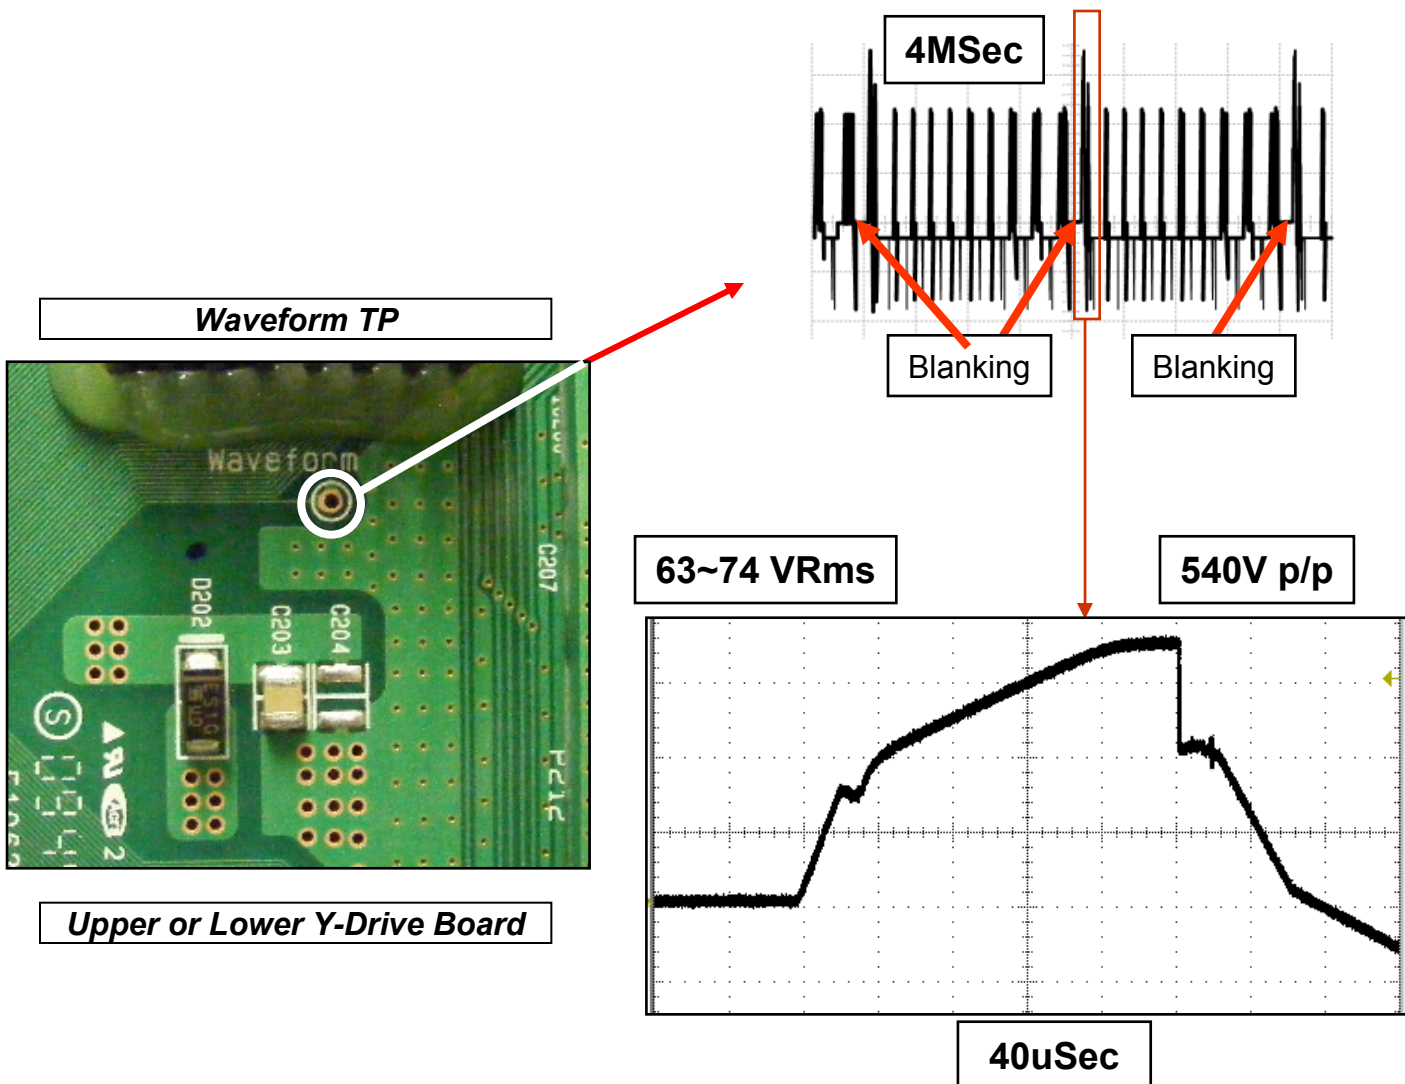 4MSec
Blanking
Blanking
Waveform TP
Waveform
C207
D202
C203
C204
S
2
63~74 VRms
540V p/p
Upper or Lower Y-Drive Board
40uSec